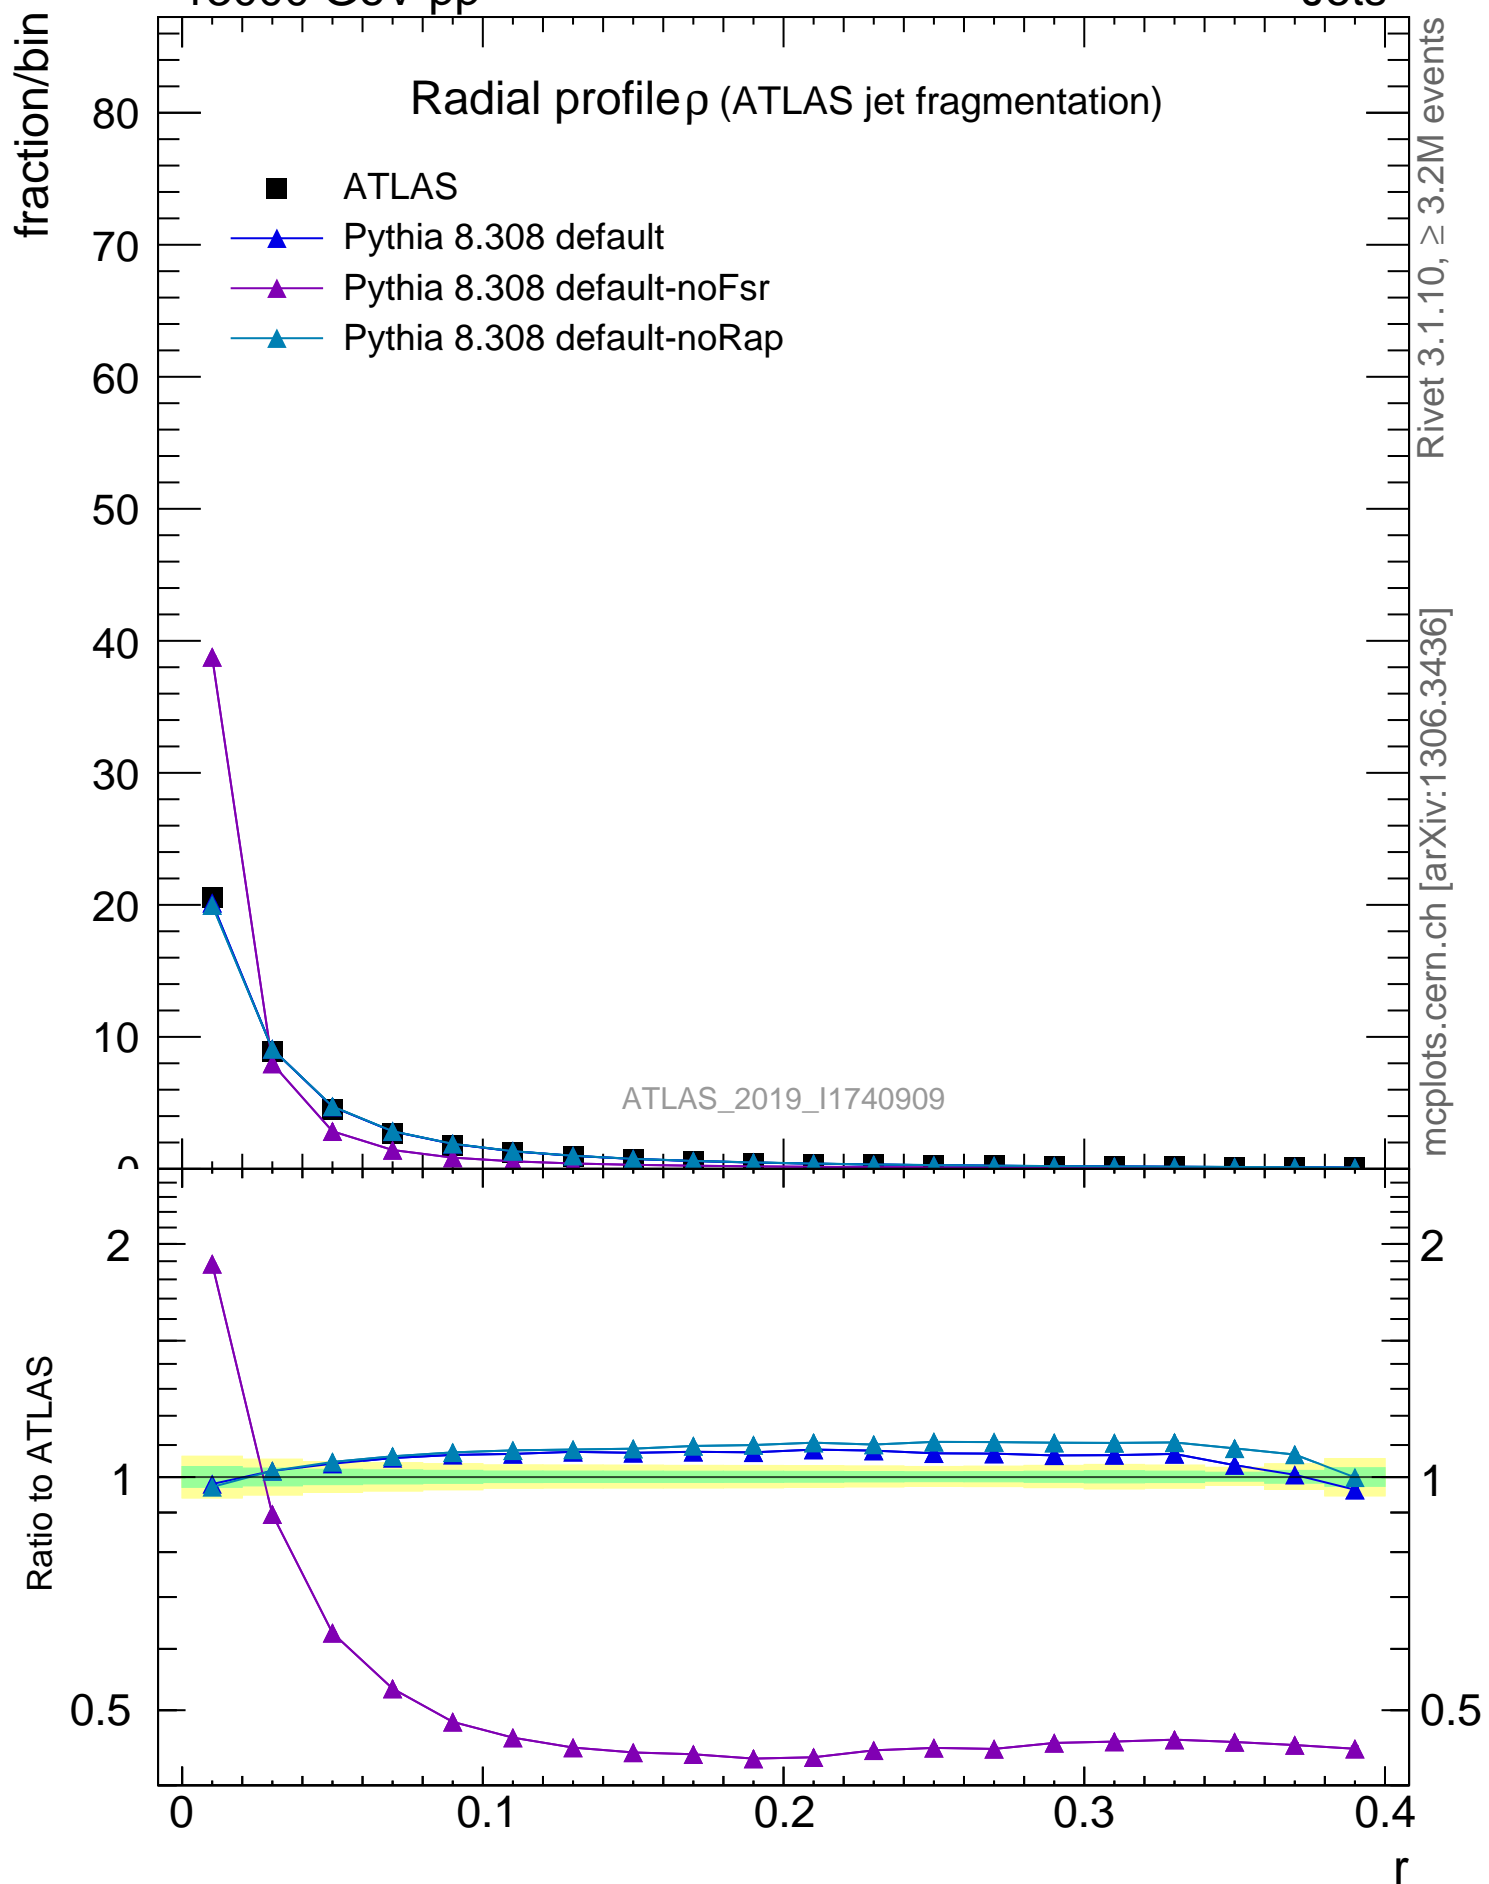 fraction/bin
Radial profile ρ (ATLAS jet fragmentation)
ATLAS
Pythia 8.308 default
Pythia 8.308 default-noFsr
Pythia 8.308 default-noRap
80
70
60
50
40
30
20
10
0
ATLAS_2019_I1740909
Rivet 3.1.10, ≥ 3.2M events
mcplots.cern.ch [arXiv:1306.3436]
Ratio to ATLAS
2
1
0.5
2
1
0.5
0 0.1 0.2 0.3 0.4
r